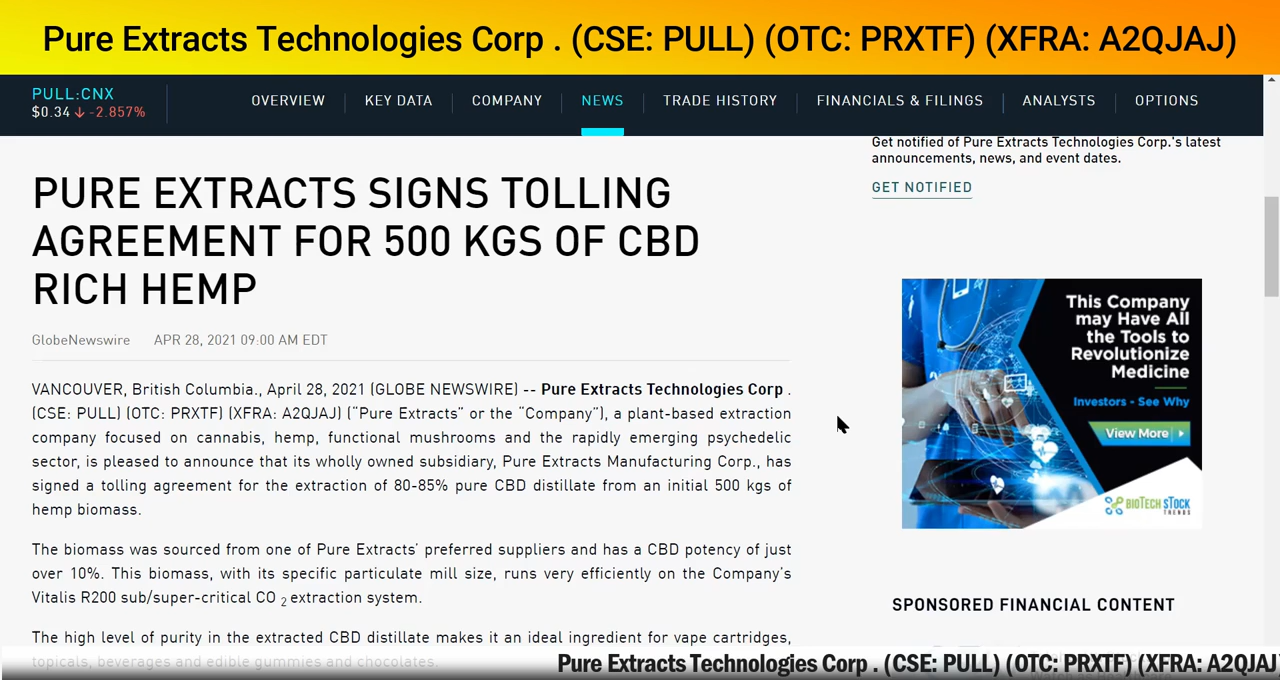 Pure Extracts Technologies Corp . (CSE: PULL) (OTC: PRXTF) (XFRA: A2QJAJ)
PULL:CNX
$0.34 -2.857%
OVERVIEW
KEY DATA
COMPANY
NEWS
TRADE HISTORY
FINANCIALS & FILINGS
ANALYSTS
OPTIONS
Get notified of Pure Extracts Technologies Corp.'s latest
announcements, news, and event dates.
GET NOTIFIED
PURE EXTRACTS SIGNS TOLLING
AGREEMENT FOR 500 KGS OF CBD
RICH HEMP
GlobeNewswire APR 28, 2021 09:00 AM EDT
VANCOUVER, British Columbia., April 28, 2021 (GLOBE NEWSWIRE) -- Pure Extracts Technologies Corp .
(CSE: PULL) (OTC: PRXTF) (XFRA: A2QJAJ) ("Pure Extracts" or the "Company"), a plant-based extraction
company focused on cannabis, hemp, functional mushrooms and the rapidly emerging psychedelic
sector, is pleased to announce that its wholly owned subsidiary, Pure Extracts Manufacturing Corp., has
signed a tolling agreement for the extraction of 80-85% pure CBD distillate from an initial 500 kgs of
hemp biomass.
The biomass was sourced from one of Pure Extracts' preferred suppliers and has a CBD potency of just
over 10%. This biomass, with its specific particulate mill size, runs very efficiently on the Company's
Vitalis R200 sub/super-critical CO 2 extraction system.
The high level of purity in the extracted CBD distillate makes it an ideal ingredient for vape cartridges,
topicals, beverages and edible gummies and chocolates.
This Company
may Have All
the Tools to
Revolutionize
Medicine
Investors - See Why
View More
BIOTECH STOCK
TRENDS
SPONSORED FINANCIAL CONTENT
Pure Extracts Technologies Corp . (CSE: PULL) (OTC: PRXTF) (XFRA: A2QJAJ)